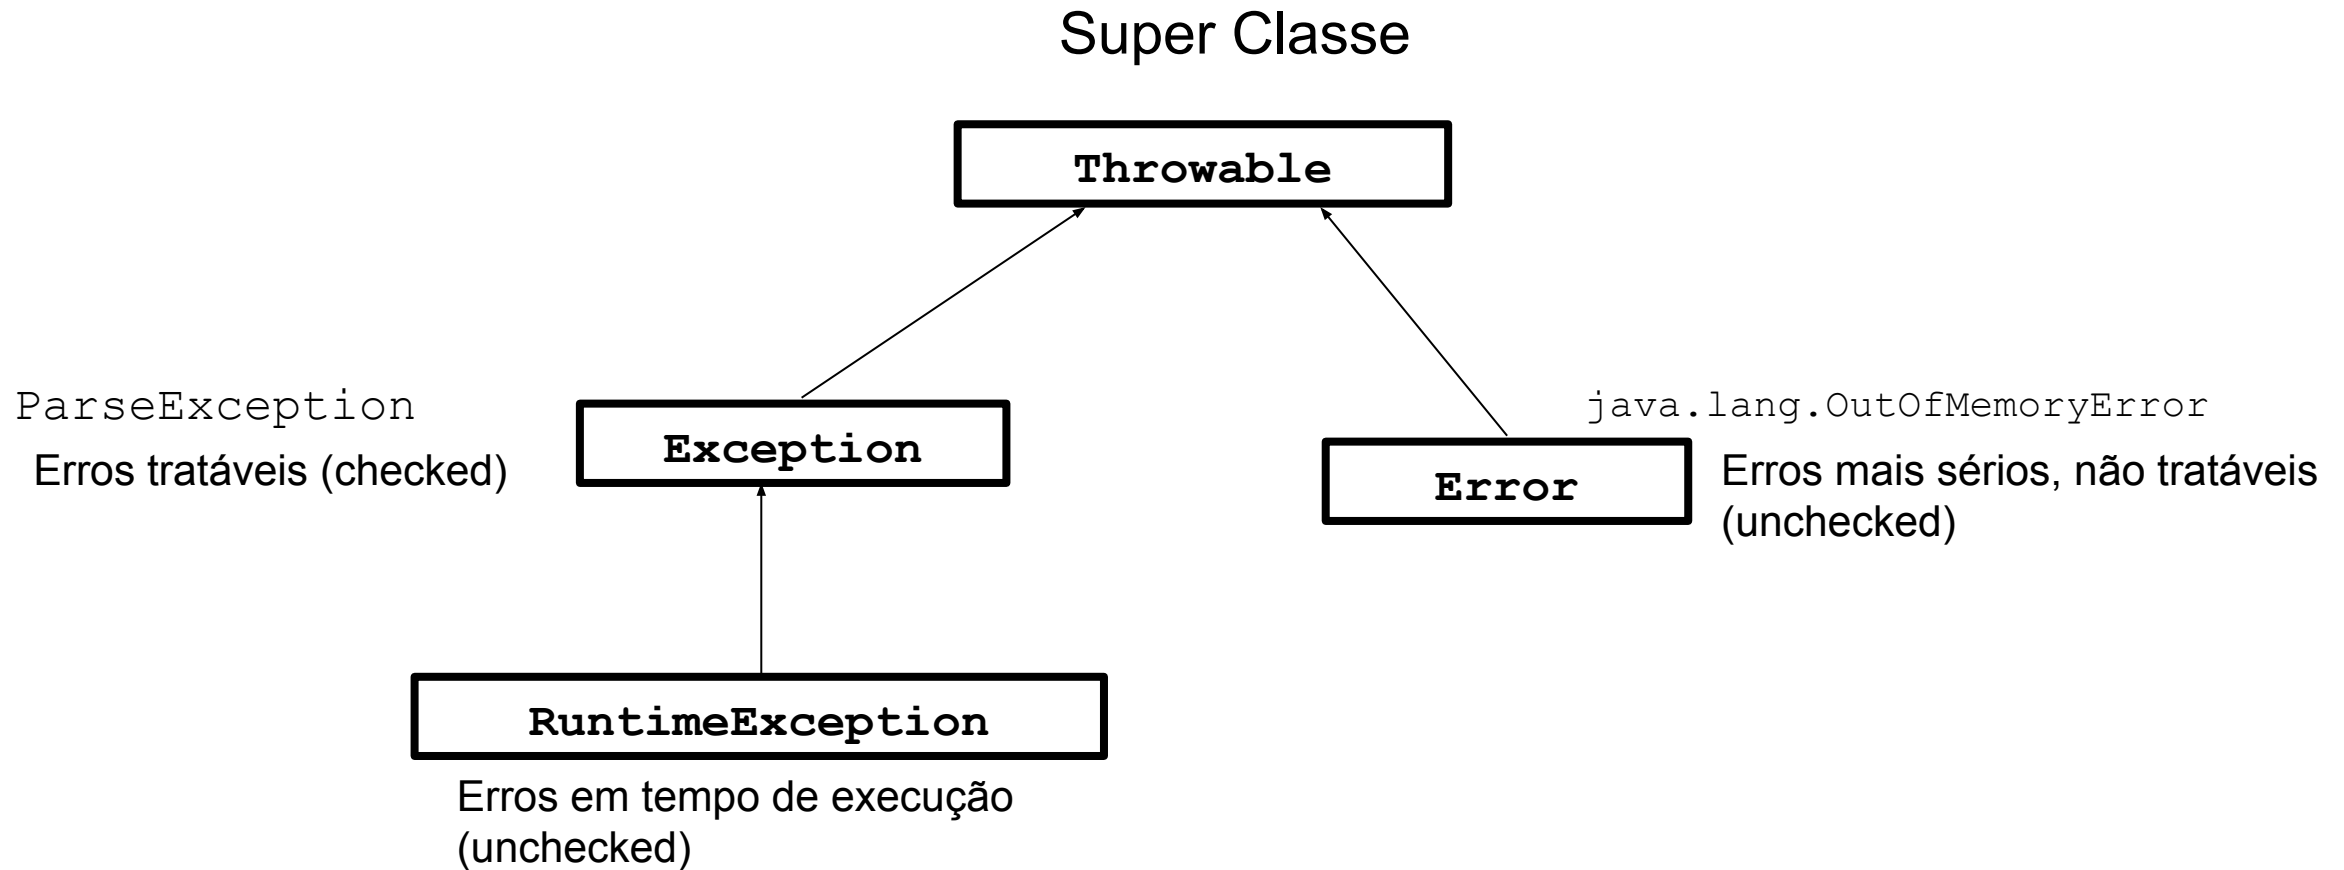 Super Classe
Throwable
ParseException
Erros tratáveis (checked)
Exception
java.lang.OutOfMemoryError
Error
Erros mais sérios, não tratáveis
(unchecked)
RuntimeException
Erros em tempo de execução
(unchecked)